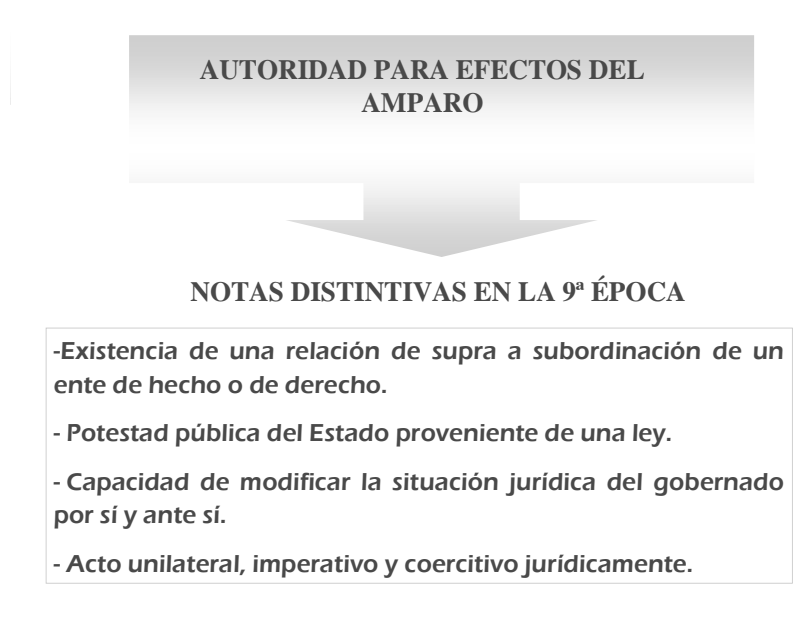 AUTORIDAD PARA EFECTOS DEL
AMPARO
NOTAS DISTINTIVAS EN LA 9ª ÉPOCA
-Existencia de una relación de supra a subordinación de un
ente de hecho o de derecho.
- Potestad pública del Estado proveniente de una ley.
- Capacidad de modificar la situación jurídica del gobernado
por sí y ante sí.
- Acto unilateral, imperativo y coercitivo jurídicamente.